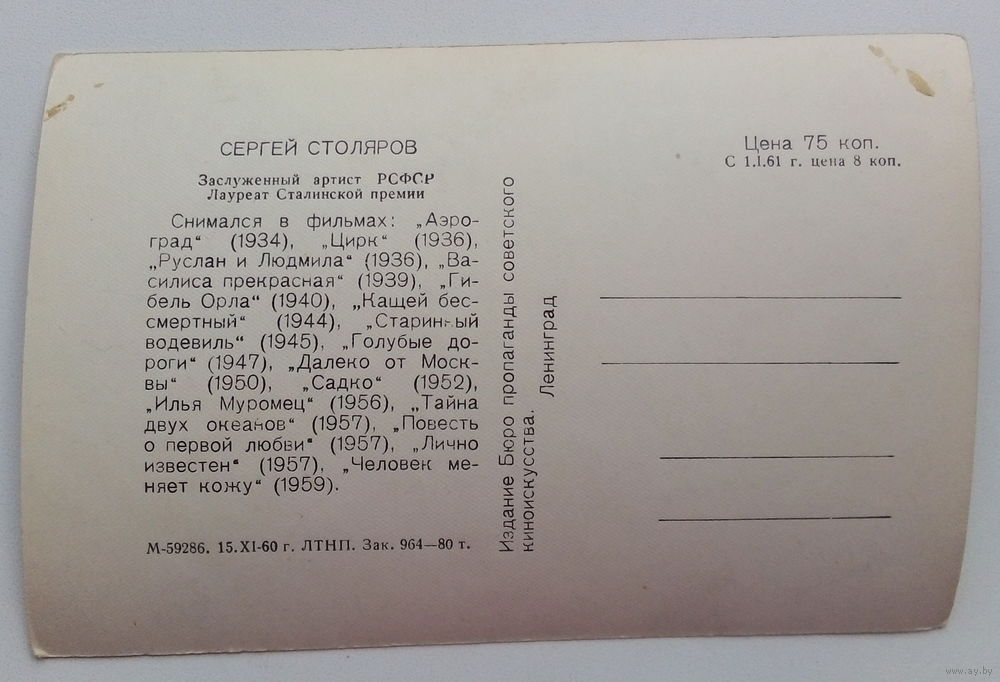 СЕРГЕЙ СТОЛЯРОВ
Заслуженный артист РСФСР
Лауреат Сталинской премии
Снимался в фильмах: „Аэро-
град“ (1934), „Цирк“ (1936),
„Руслан и Людмила“ (1936), „Ва-
силиса прекрасная“ (1939), „Ги-
бель Орла“ (1940), „Кащей бес-
смертный“ (1944), „Старинный
водевиль“ (1945), „Голубые до-
роги“ (1947), „Далеко от Моск-
вы“ (1950), „Садко“ (1952),
„Илья Муромец“ (1956), „Тайна
двух океанов“ (1957), „Повесть
о первой любви“ (1957), „Лично
известен“ (1957), „Человек ме-
няет кожу“ (1959).
М-59286. 15.XI-60 г. ЛТНП. Зак. 964—80 т.
Издание Бюро пропаганды советского
киноискусства. Ленинград
Цена 75 коп.
С 1.I.61 г. цена 8 коп.
www.ay.by